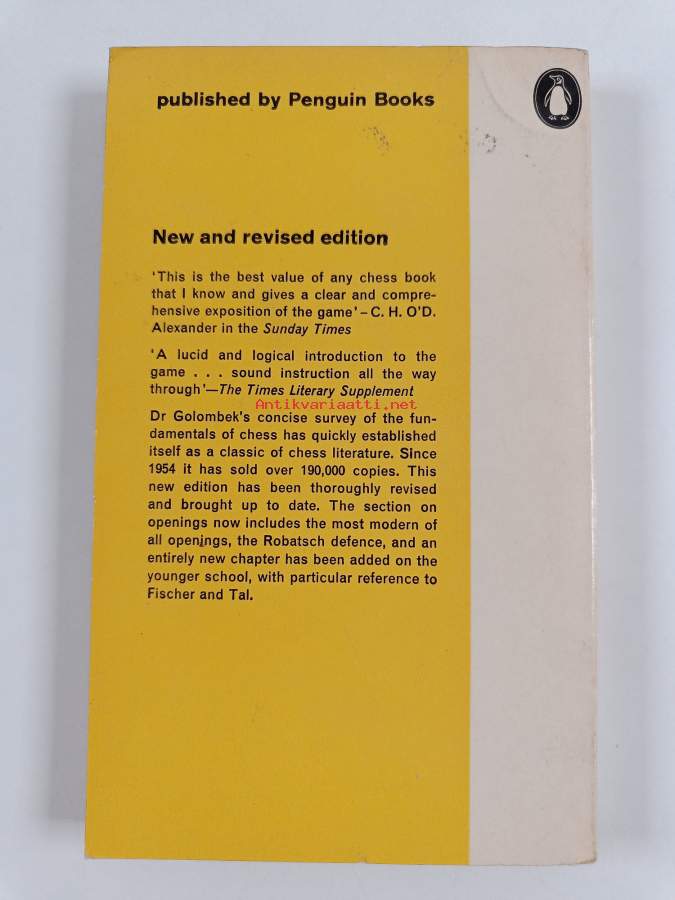 published by Penguin Books
New and revised edition
'This is the best value of any chess book
that I know and gives a clear and compre-
hensive exposition of the game' – C. H. O'D.
Alexander in the Sunday Times
'A lucid and logical introduction to the
game . . . sound instruction all the way
through'—The Times Literary Supplement
Antikvariaatti.net
Dr Golombek's concise survey of the fun-
damentals of chess has quickly established
itself as a classic of chess literature. Since
1954 it has sold over 190,000 copies. This
new edition has been thoroughly revised
and brought up to date. The section on
openings now includes the most modern of
all openings, the Robatsch defence, and an
entirely new chapter has been added on the
younger school, with particular reference to
Fischer and Tal.